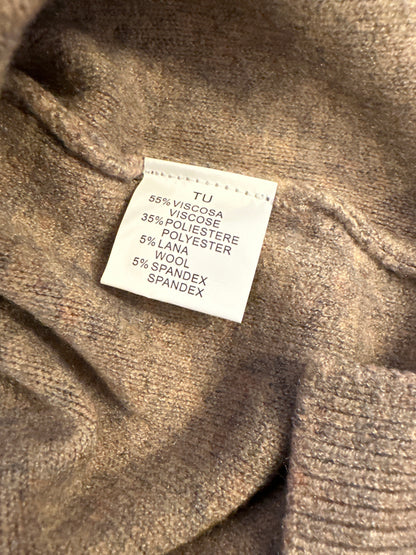 TU
55% VISCOSA
VISCOSE
35% POLIESTERE
POLYESTER
5% LANA
WOOL
5% SPANDEX
SPANDEX